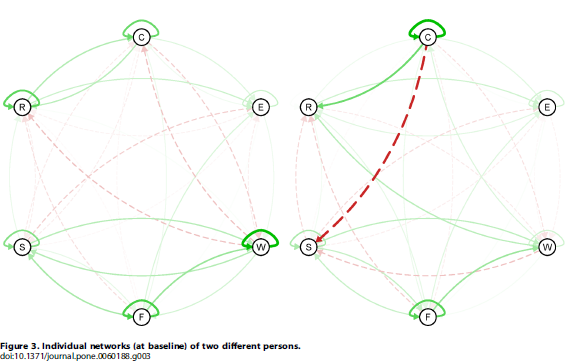 C
C
R
E
R
E
S
W
S
W
F
F
Figure 3. Individual networks (at baseline) of two different persons.
doi:10.1371/journal.pone.0060188.g003